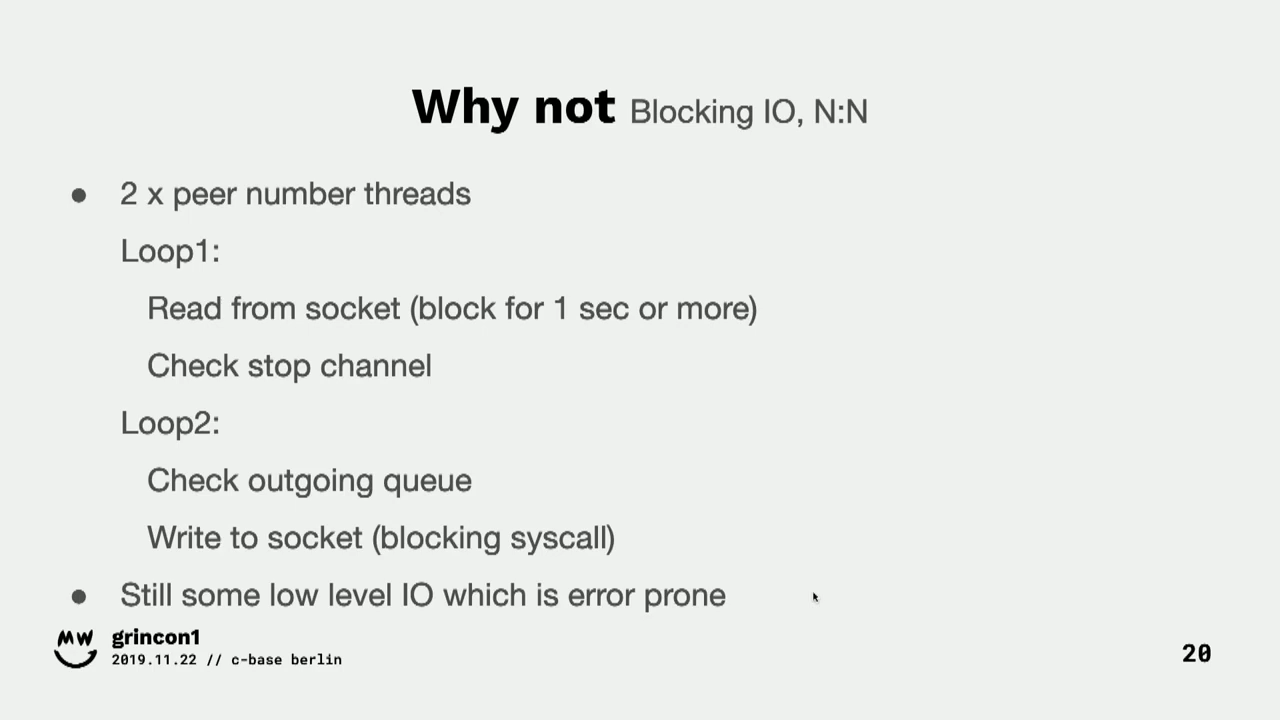 Why not Blocking IO, N:N
● 2 x peer number threads
Loop1:
Read from socket (block for 1 sec or more)
Check stop channel
Loop2:
Check outgoing queue
Write to socket (blocking syscall)
● Still some low level IO which is error prone
MW
grincon1
2019.11.22 // c-base berlin
20